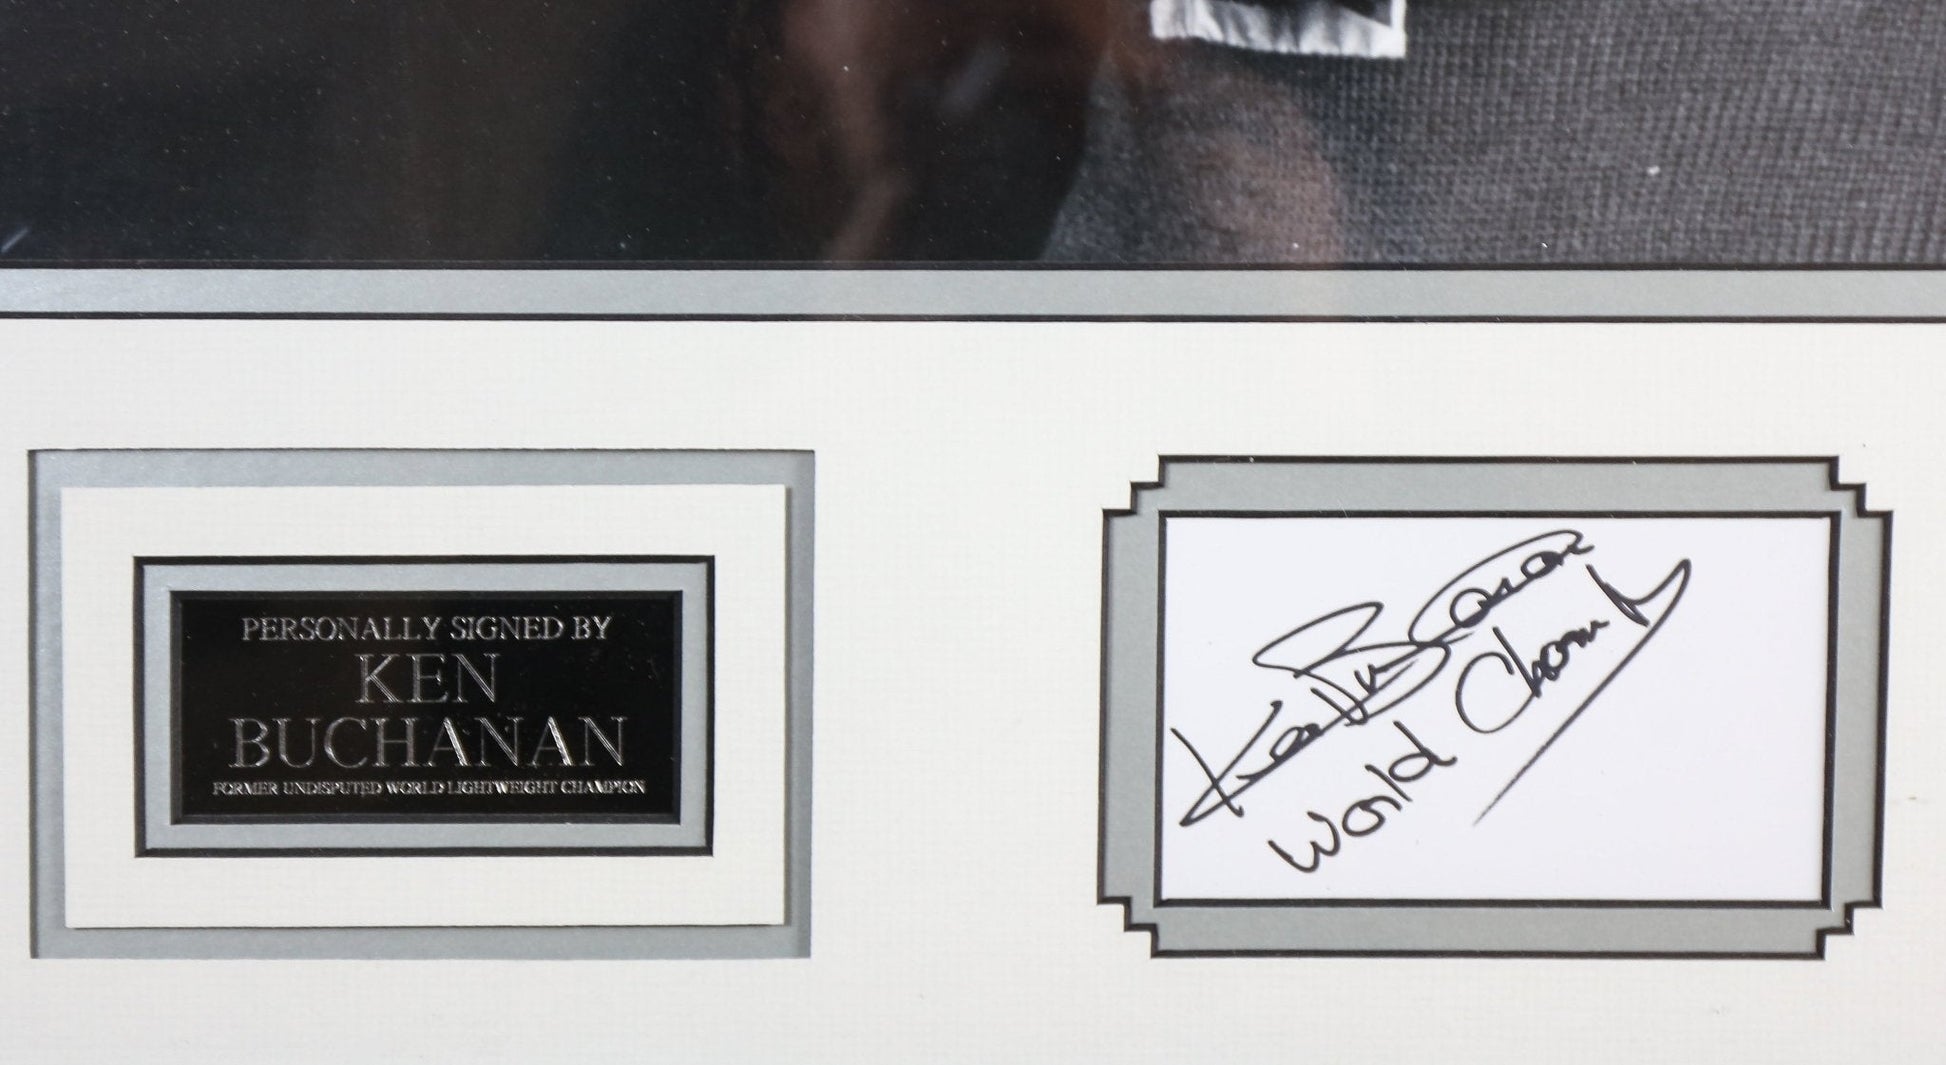 PERSONALLY SIGNED BY
KEN
BUCHANAN
FORMER UNDISPUTED WORLD LIGHTWEIGHT CHAMPION
Ken Buchanan
World Champ